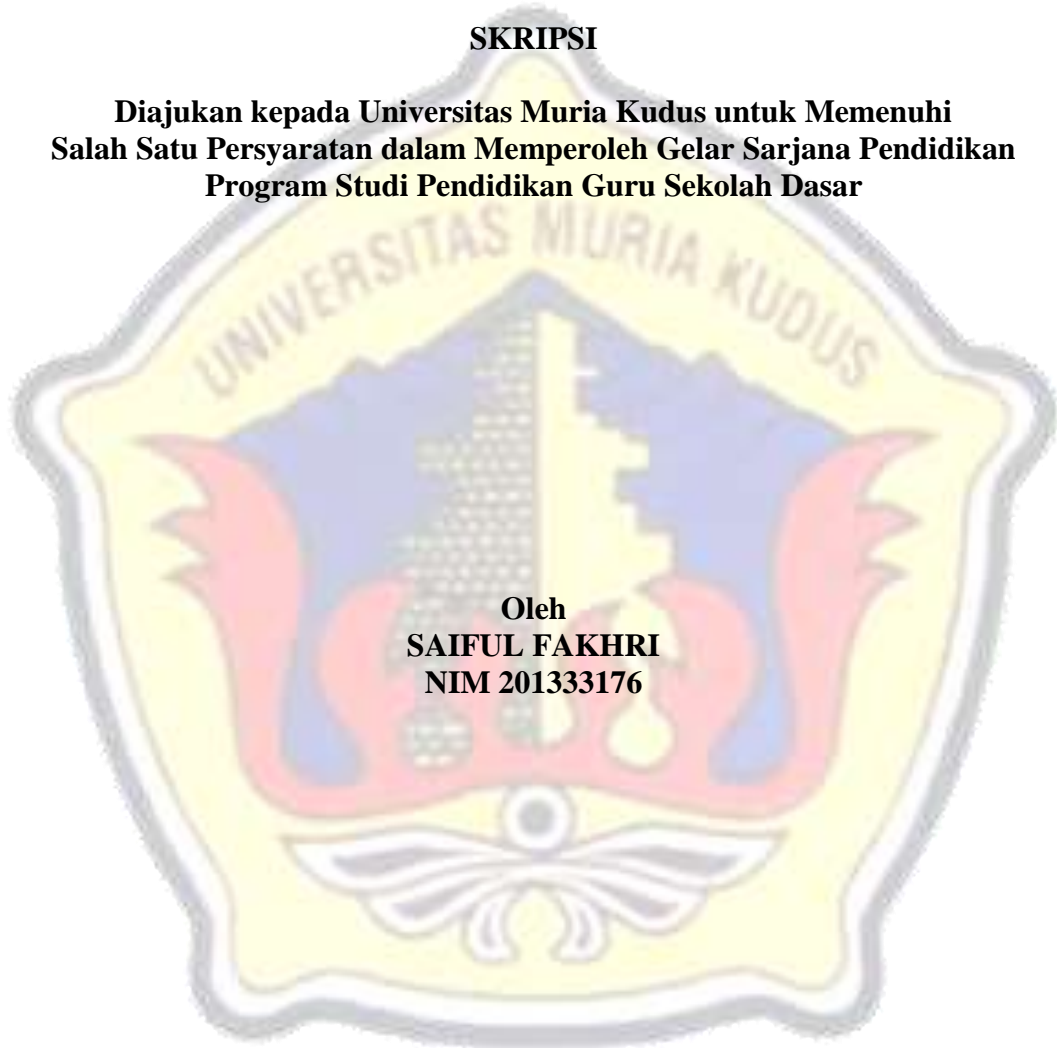 SKRIPSI
Diajukan kepada Universitas Muria Kudus untuk Memenuhi
Salah Satu Persyaratan dalam Memperoleh Gelar Sarjana Pendidikan
Program Studi Pendidikan Guru Sekolah Dasar
UNIVERSITAS MURIA KUDUS
Oleh
SAIFUL FAKHRI
NIM 201333176